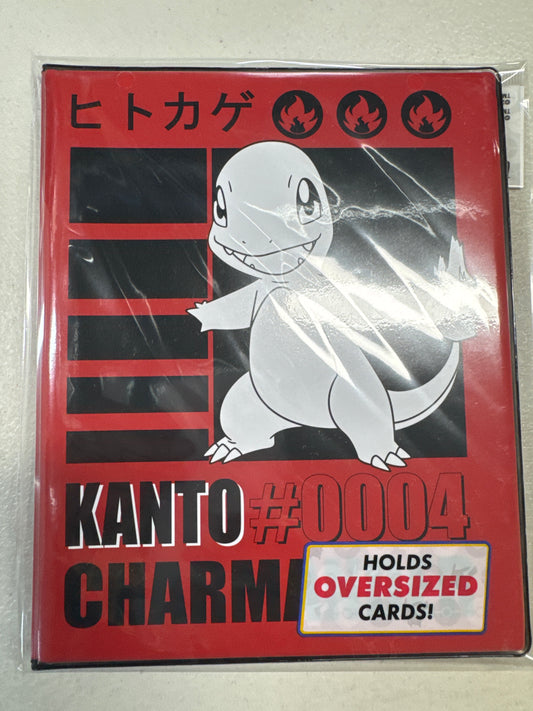 ヒトカゲ
KANTO #0004
CHARMA
HOLDS
OVERSIZED
CARDS!